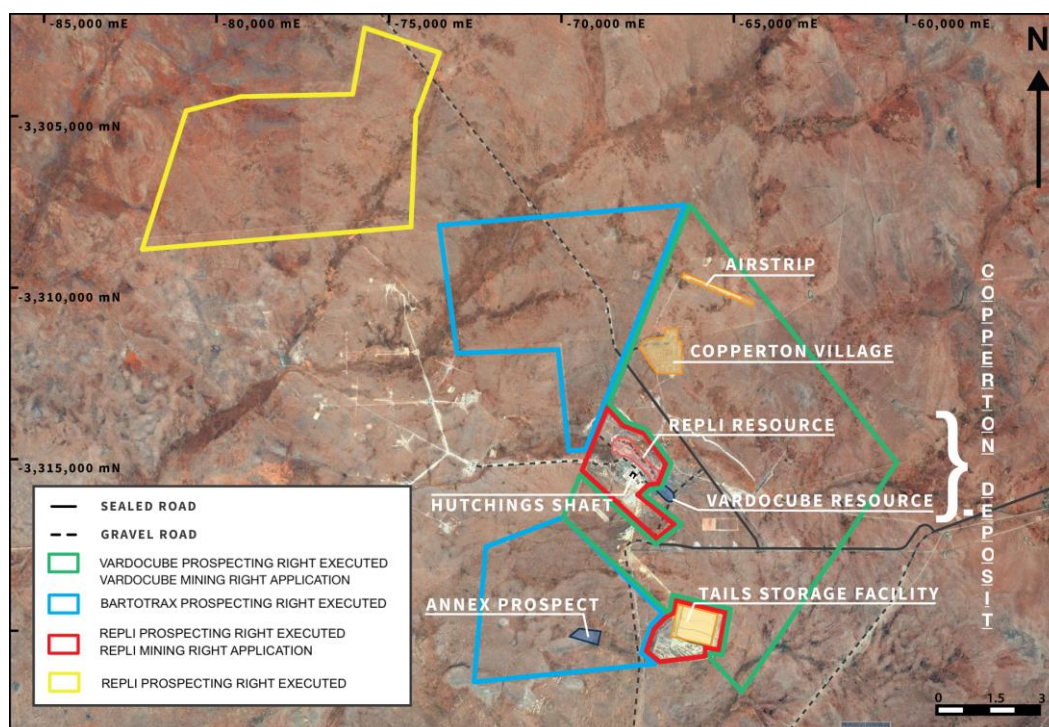 -85,000 mE
-80,000 mE
-75,000 mE
-70,000 mE
-65,000 mE
-60,000 mE
N
-3,305,000 mN
AIRSTRIP
-3,310,000 mN
COPPERTON VILLAGE
REPLI RESOURCE
-3,315,000 mN
HUTCHINGS SHAFT
VARDOCUBE RESOURCE
COPPERTON DEPOSIT
ANNEX PROSPECT
TAILS STORAGE FACILITY
SEALED ROAD
GRAVEL ROAD
VARDOCUBE PROSPECTING RIGHT EXECUTED
VARDOCUBE MINING RIGHT APPLICATION
BARTOTRAX PROSPECTING RIGHT EXECUTED
REPLI PROSPECTING RIGHT EXECUTED
REPLI MINING RIGHT APPLICATION
REPLI PROSPECTING RIGHT EXECUTED
0 1.5 3